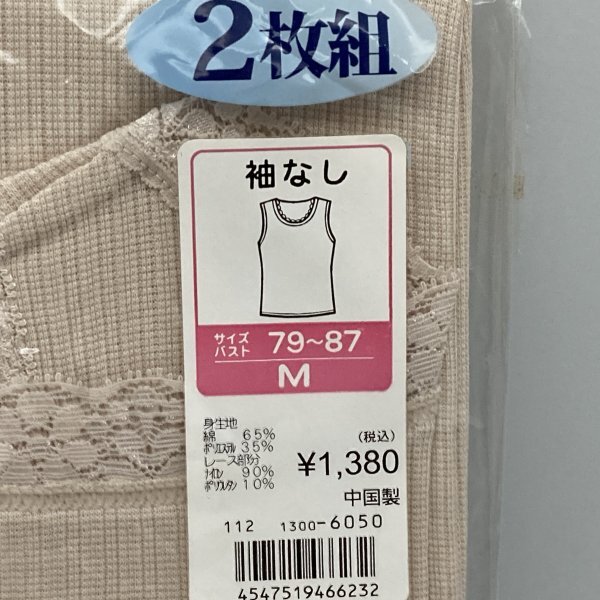 2枚組
袖なし
サイズ
バスト 79〜87
M
身生地
綿 65%
ポリエステル 35%
レース部分
ナイロン 90%
ポリウレタン 10%
(税込)
¥1,380
中国製
112 1300-6050
4547519466232